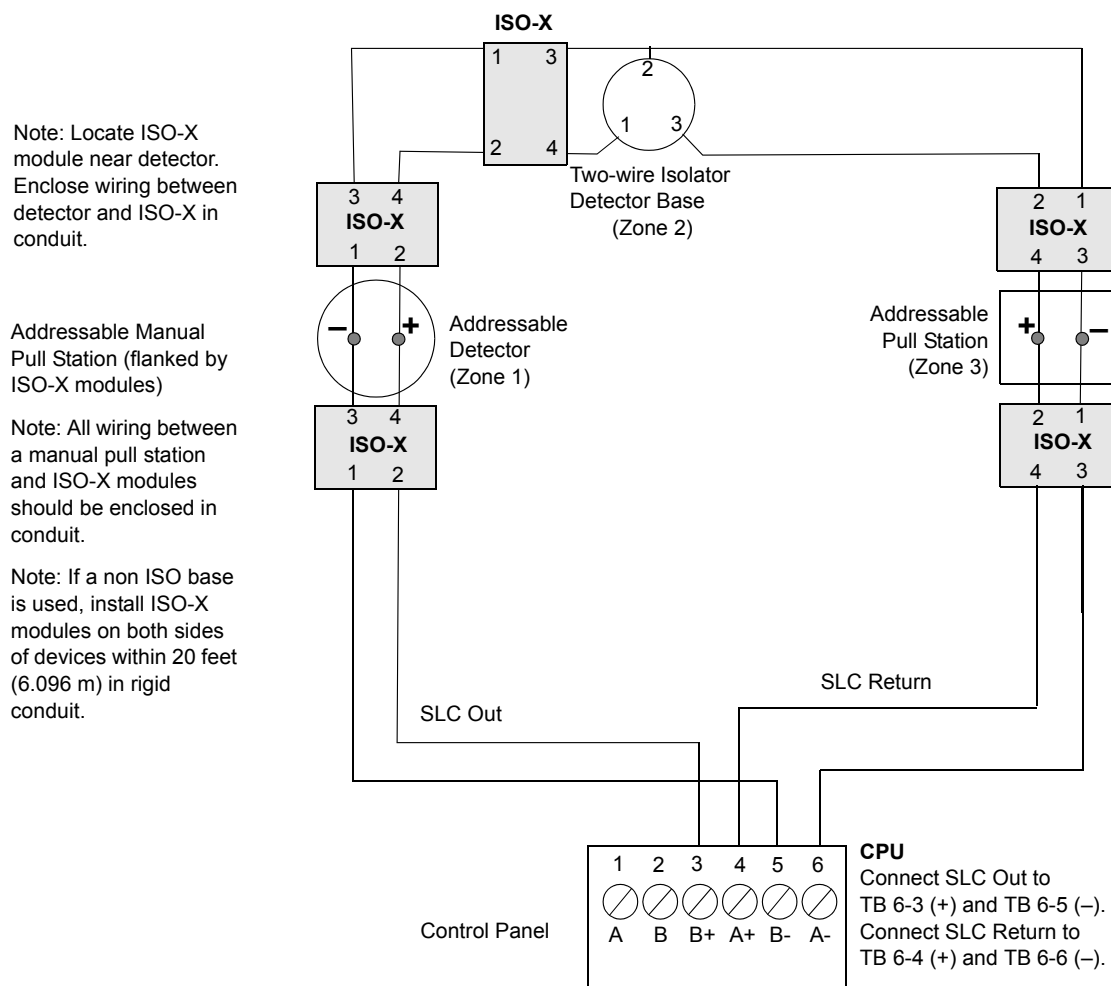 ISO-X
1 3
2
1 3
2 4
Note: Locate ISO-X
module near detector.
Enclose wiring between
detector and ISO-X in
conduit.
Two-wire Isolator
Detector Base
(Zone 2)
3 4
ISO-X
1 2
2 1
ISO-X
4 3
Addressable Manual
Pull Station (flanked by
ISO-X modules)
– +
Addressable
Detector
(Zone 1)
Addressable
Pull Station
(Zone 3)
+ –
3 4
ISO-X
1 2
2 1
ISO-X
4 3
Note: All wiring between
a manual pull station
and ISO-X modules
should be enclosed in
conduit.
Note: If a non ISO base
is used, install ISO-X
modules on both sides
of devices within 20 feet
(6.096 m) in rigid
conduit.
SLC Out
SLC Return
1 2 3 4 5 6
A B B+ A+ B- A-
Control Panel
CPU
Connect SLC Out to
TB 6-3 (+) and TB 6-5 (–).
Connect SLC Return to
TB 6-4 (+) and TB 6-6 (–).